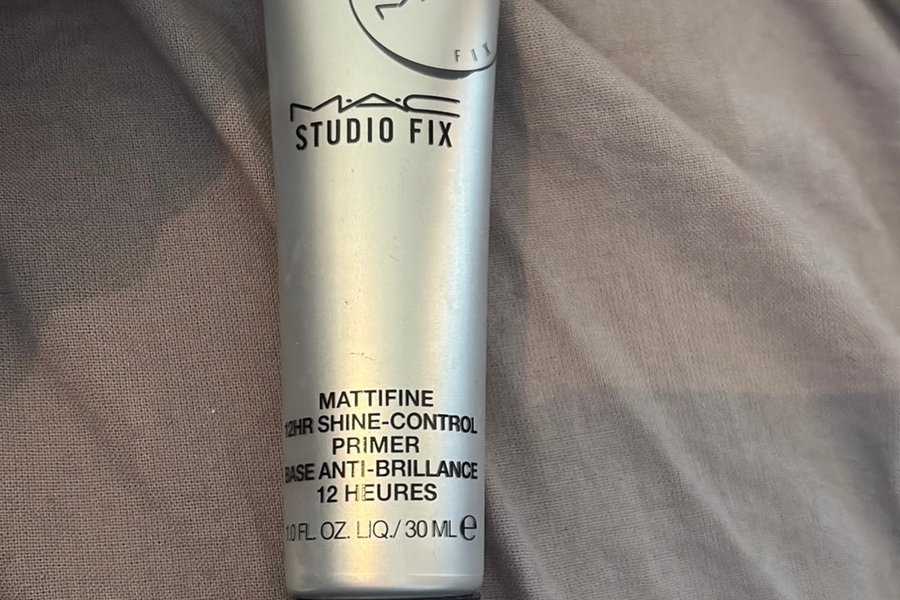 FIX
M·A·C
STUDIO FIX
MATTIFINE
12HR SHINE-CONTROL
PRIMER
BASE ANTI-BRILLANCE
12 HEURES
1.0 FL. OZ. LIQ./ 30 ML e